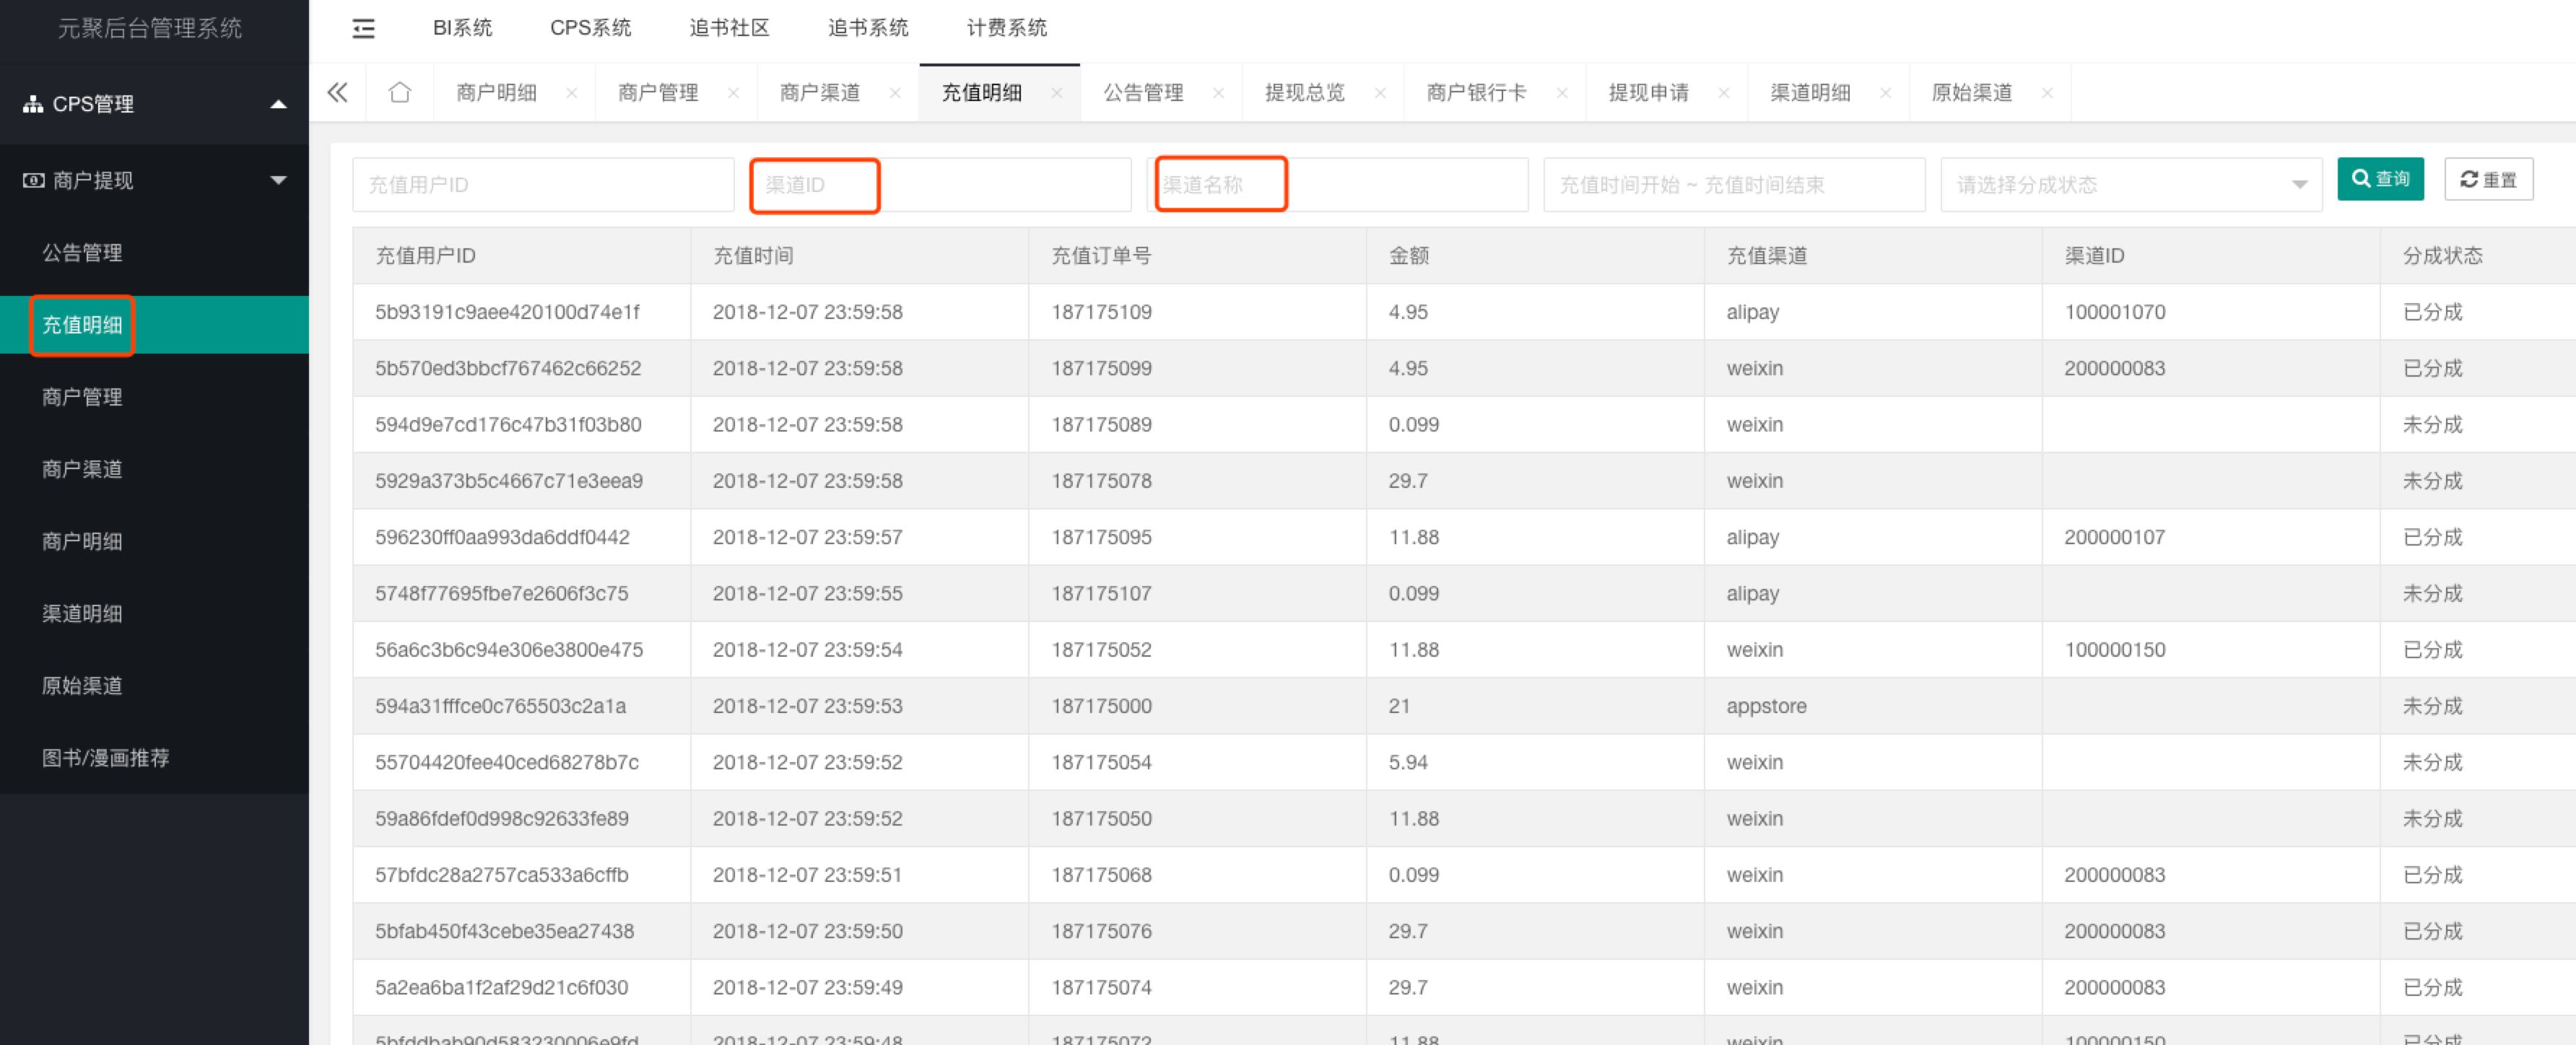 元聚后台管理系统
BI系统 CPS系统 追书社区 追书系统 计费系统
CPS管理
商户提现
公告管理
充值明细
商户管理
商户渠道
商户明细
渠道明细
原始渠道
图书/漫画推荐
商户明细 商户管理 商户渠道 充值明细 公告管理 提现总览 商户银行卡 提现申请 渠道明细 原始渠道
充值用户ID 渠道ID 渠道名称 充值时间开始 ~ 充值时间结束 请选择分成状态 查询 重置
充值用户ID 充值时间 充值订单号 金额 充值渠道 渠道ID 分成状态
5b93191c9aee420100d74e1f 2018-12-07 23:59:58 187175109 4.95 alipay 100001070 已分成
5b570ed3bbcf767462c66252 2018-12-07 23:59:58 187175099 4.95 weixin 200000083 已分成
594d9e7cd176c47b31f03b80 2018-12-07 23:59:58 187175089 0.099 weixin 未分成
5929a373b5c4667c71e3eea9 2018-12-07 23:59:58 187175078 29.7 weixin 未分成
596230ff0aa993da6ddf0442 2018-12-07 23:59:57 187175095 11.88 alipay 200000107 已分成
5748f77695fbe7e2606f3c75 2018-12-07 23:59:55 187175107 0.099 alipay 未分成
56a6c3b6c94e306e3800e475 2018-12-07 23:59:54 187175052 11.88 weixin 100000150 已分成
594a31fffce0c765503c2a1a 2018-12-07 23:59:53 187175000 21 appstore 未分成
55704420fee40ced68278b7c 2018-12-07 23:59:52 187175054 5.94 weixin 未分成
59a86fdef0d998c92633fe89 2018-12-07 23:59:52 187175050 11.88 weixin 未分成
57bfdc28a2757ca533a6cffb 2018-12-07 23:59:51 187175068 0.099 weixin 200000083 已分成
5bfab450f43cebe35ea27438 2018-12-07 23:59:50 187175076 29.7 weixin 200000083 已分成
5a2ea6ba1f2af29d21c6f030 2018-12-07 23:59:49 187175074 29.7 weixin 200000083 已分成
5bfddbab90d583230006e9fd 2018-12-07 23:59:48 187175072 11.88 weixin 100000150 已分成